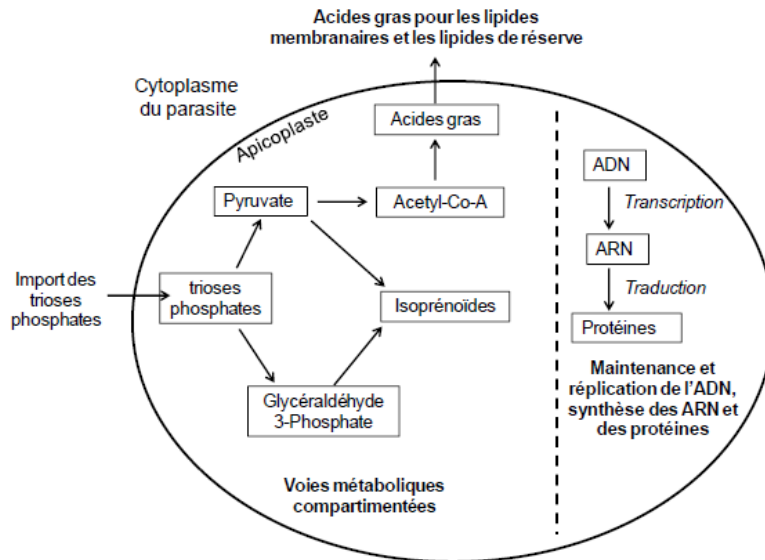 Acides gras pour les lipides
membranaires et les lipides de réserve
Cytoplasme
du parasite
Apicoplaste
Acides gras
Pyruvate
Acetyl-Co-A
Import des
trioses
phosphates
trioses
phosphates
Isoprénoïdes
Glycéraldéhyde
3-Phosphate
Voies métaboliques
compartimentées
ADN
Transcription
ARN
Traduction
Protéines
Maintenance et
réplication de l'ADN,
synthèse des ARN et
des protéines